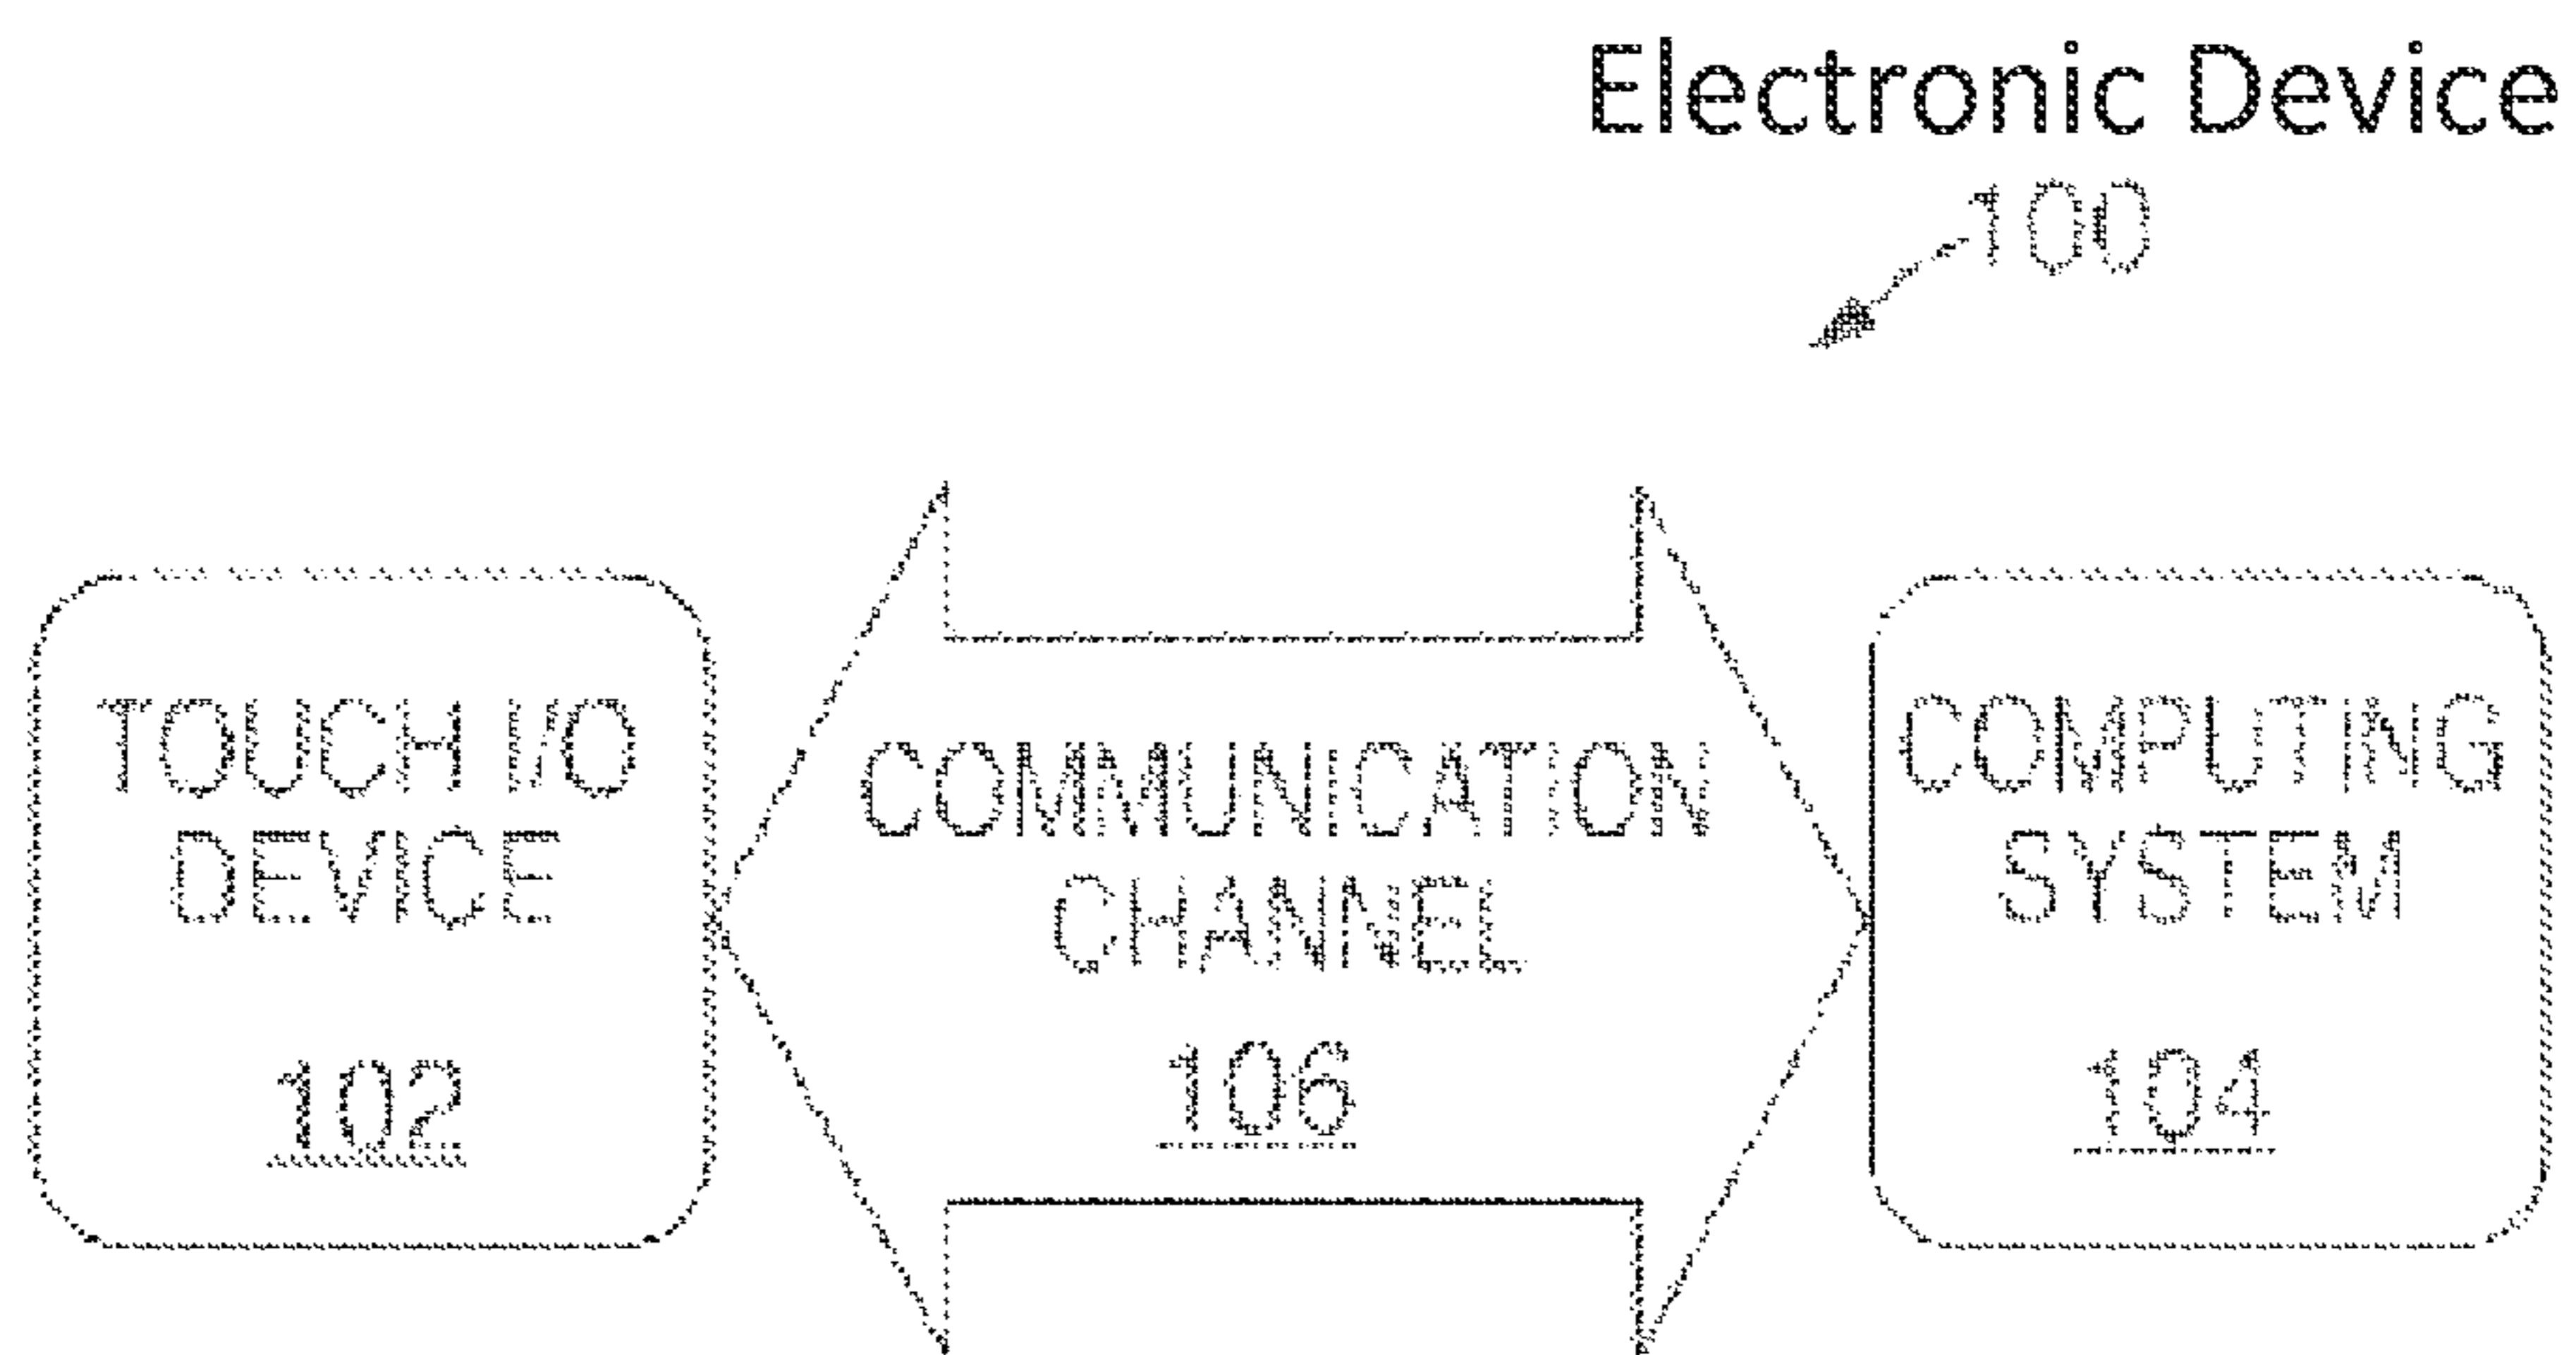 Electronic Device
100
TOUCH I/O
DEVICE
102
COMMUNICATION
CHANNEL
106
COMPUTING
SYSTEM
104